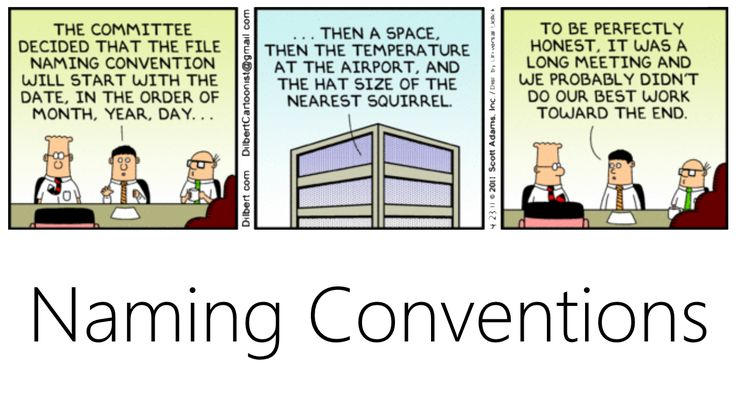 THE COMMITTEE
DECIDED THAT THE FILE
NAMING CONVENTION
WILL START WITH THE
DATE, IN THE ORDER OF
MONTH, YEAR, DAY...
Dilbert.com DilbertCartoonist@gmail.com
... THEN A SPACE,
THEN THE TEMPERATURE
AT THE AIRPORT, AND
THE HAT SIZE OF THE
NEAREST SQUIRREL.
4-23-11 © 2011 Scott Adams, Inc. /Dist. by Universal Uclick
TO BE PERFECTLY
HONEST, IT WAS A
LONG MEETING AND
WE PROBABLY DIDN'T
DO OUR BEST WORK
TOWARD THE END.
Naming Conventions